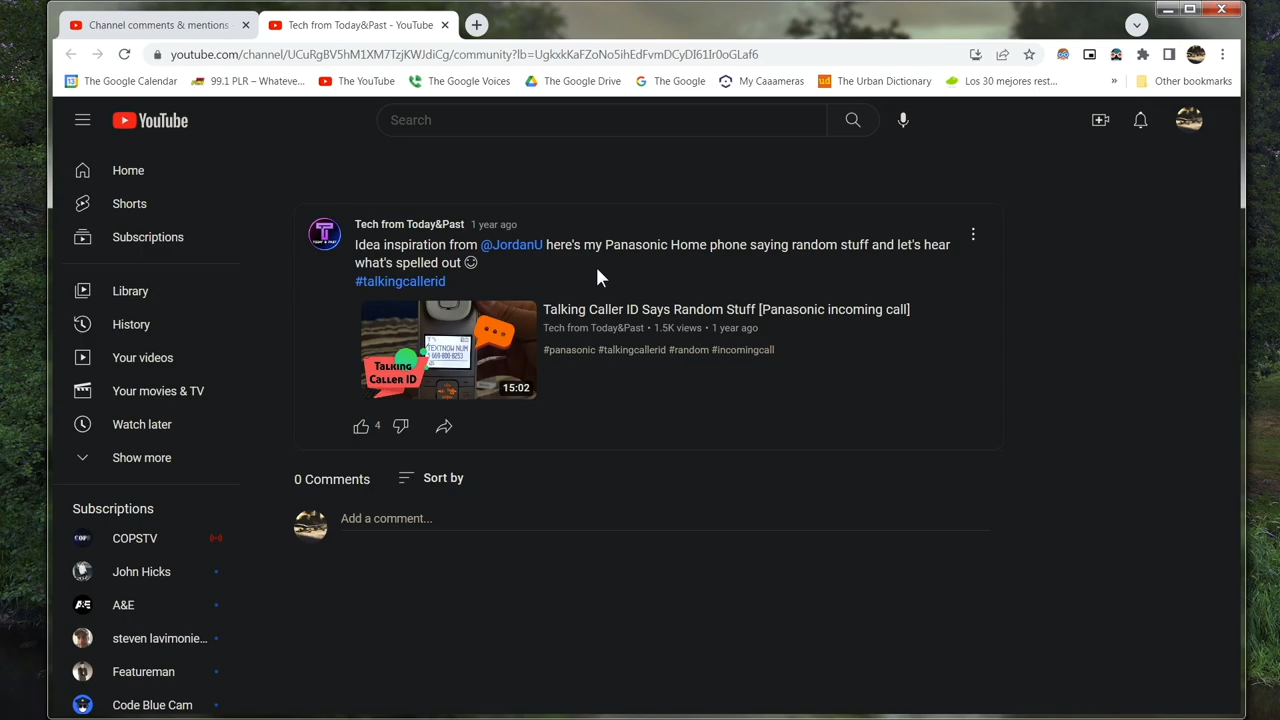 Channel comments & mentions
Tech from Today&Past - YouTube
youtube.com/channel/UCuRgBV5hM1XM7TzjKWJdiCg/community?lb=UgkxkKaFZoNo5ihEdFvmDCyDI61Ir0oGLaf6
The Google Calendar
99.1 PLR – Whateve...
The YouTube
The Google Voices
The Google Drive
The Google
My Caaameras
The Urban Dictionary
Los 30 mejores rest...
»
Other bookmarks
YouTube
Search
Home
Shorts
Subscriptions
Library
History
Your videos
Your movies & TV
Watch later
Show more
Subscriptions
COPSTV
John Hicks
A&E
steven lavimonie...
Featureman
Code Blue Cam
Tech from Today&Past 1 year ago
Idea inspiration from @JordanU here's my Panasonic Home phone saying random stuff and let's hear
what's spelled out
#talkingcallerid
TEXTNOW NUM
669-800-8253
Talking
Caller ID
15:02
Talking Caller ID Says Random Stuff [Panasonic incoming call]
Tech from Today&Past • 1.5K views • 1 year ago
#panasonic #talkingcallerid #random #incomingcall
4
0 Comments
Sort by
Add a comment...